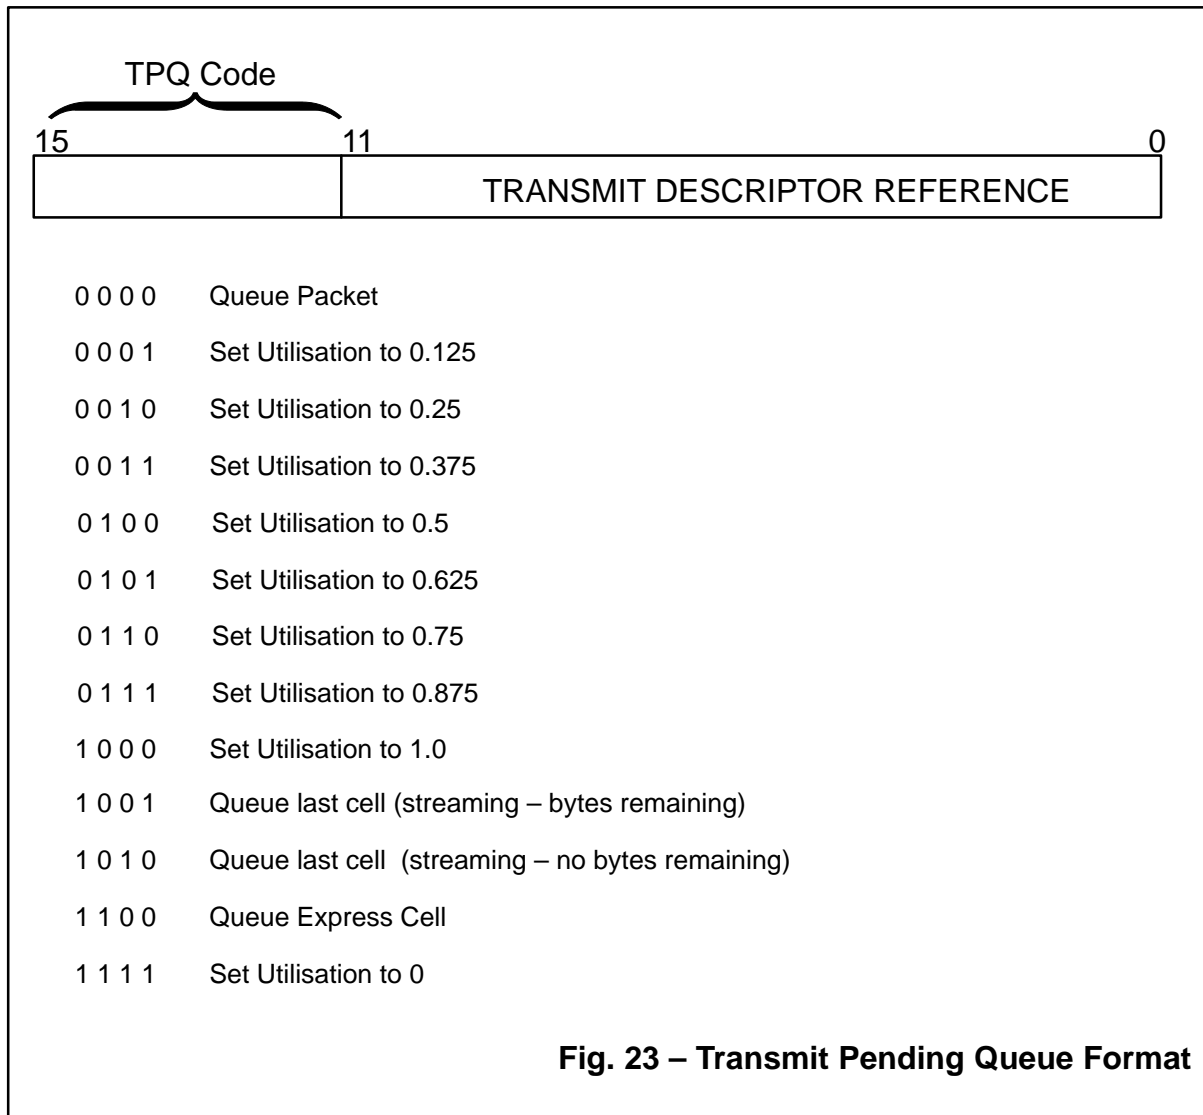 TPQ Code
15 11 0
TRANSMIT DESCRIPTOR REFERENCE
0 0 0 0 Queue Packet
0 0 0 1 Set Utilisation to 0.125
0 0 1 0 Set Utilisation to 0.25
0 0 1 1 Set Utilisation to 0.375
0 1 0 0 Set Utilisation to 0.5
0 1 0 1 Set Utilisation to 0.625
0 1 1 0 Set Utilisation to 0.75
0 1 1 1 Set Utilisation to 0.875
1 0 0 0 Set Utilisation to 1.0
1 0 0 1 Queue last cell (streaming – bytes remaining)
1 0 1 0 Queue last cell (streaming – no bytes remaining)
1 1 0 0 Queue Express Cell
1 1 1 1 Set Utilisation to 0
Fig. 23 – Transmit Pending Queue Format